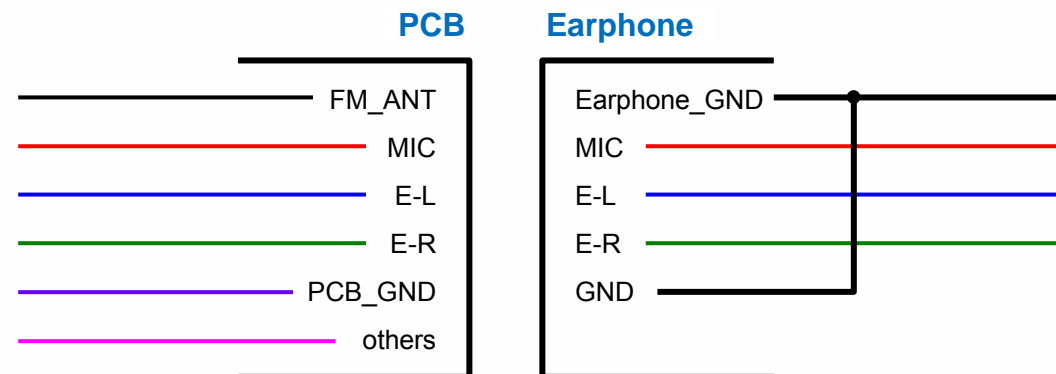 PCB Earphone
FM_ANT Earphone_GND
MIC MIC
E-L E-L
E-R E-R
PCB_GND GND
others